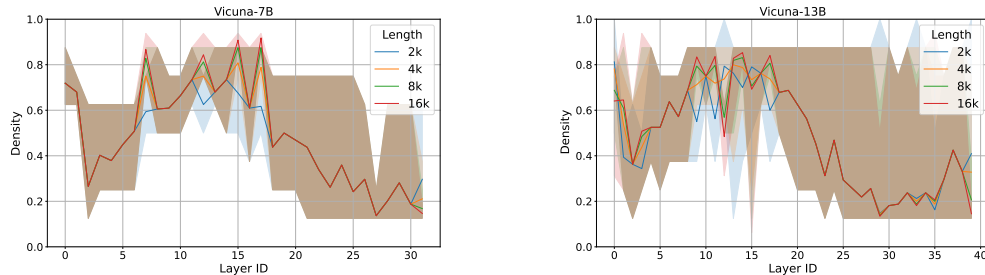 Vicuna-7B
Density
1.0
0.8
0.6
0.4
0.2
0.0
0 5 10 15 20 25 30
Layer ID
Length
2k
4k
8k
16k
Vicuna-13B
Density
1.0
0.8
0.6
0.4
0.2
0.0
0 5 10 15 20 25 30 35 40
Layer ID
Length
2k
4k
8k
16k